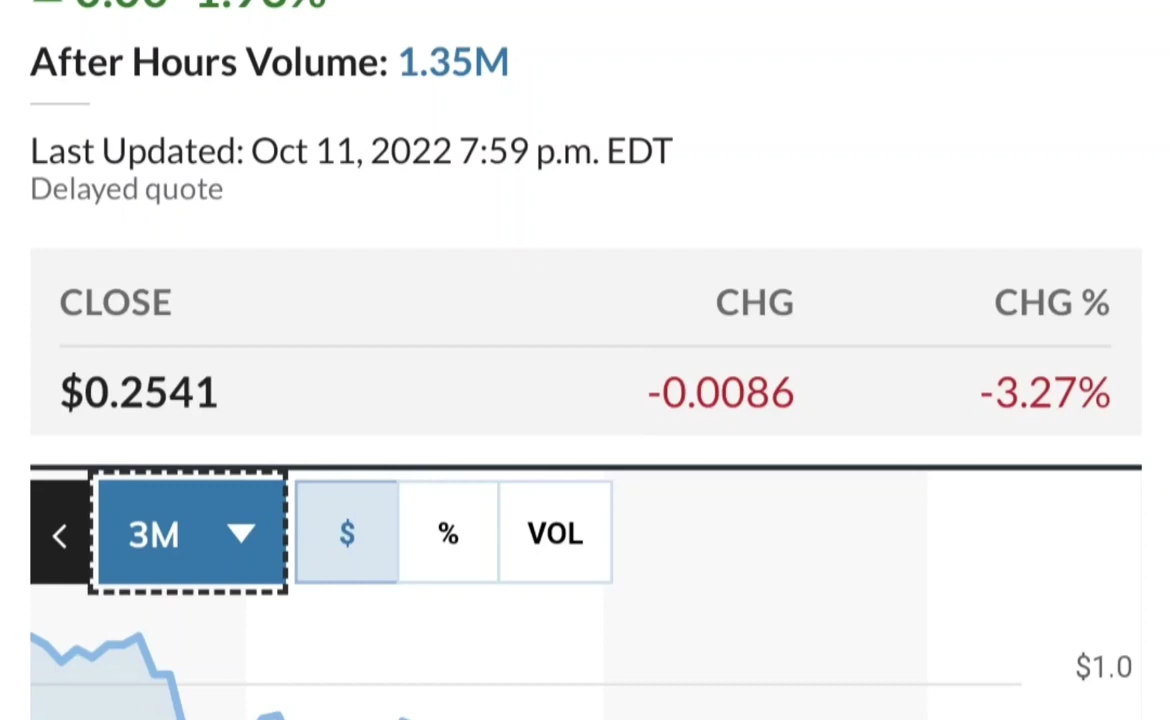 After Hours Volume: 1.35M
Last Updated: Oct 11, 2022 7:59 p.m. EDT
Delayed quote
CLOSE CHG CHG %
$0.2541 -0.0086 -3.27%
3M $ % VOL
$1.0